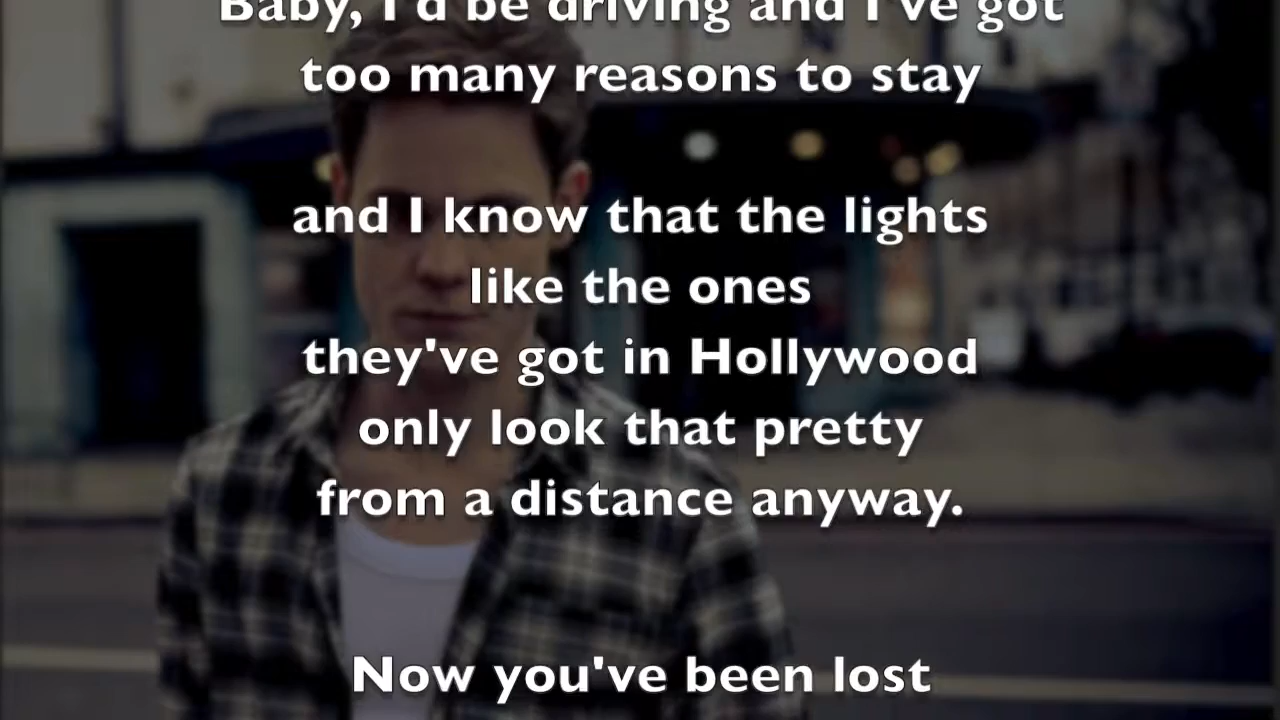 Baby, I'd be driving and I've got
too many reasons to stay
and I know that the lights
like the ones
they've got in Hollywood
only look that pretty
from a distance anyway.
Now you've been lost